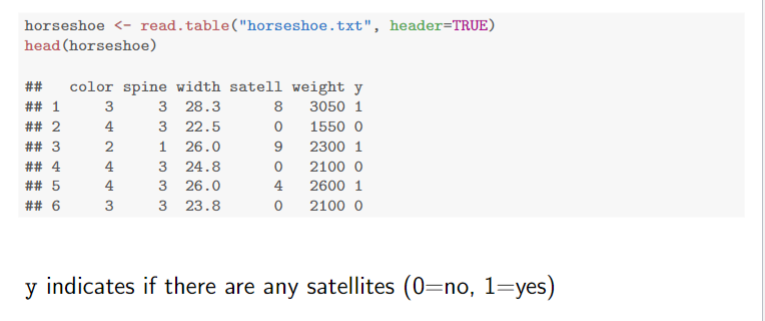 horseshoe <- read.table("horseshoe.txt", header=TRUE)
head(horseshoe)
##   color spine width satell weight y
## 1     3     3  28.3      8   3050 1
## 2     4     3  22.5      0   1550 0
## 3     2     1  26.0      9   2300 1
## 4     4     3  24.8      0   2100 0
## 5     4     3  26.0      4   2600 1
## 6     3     3  23.8      0   2100 0
y indicates if there are any satellites (0=no, 1=yes)